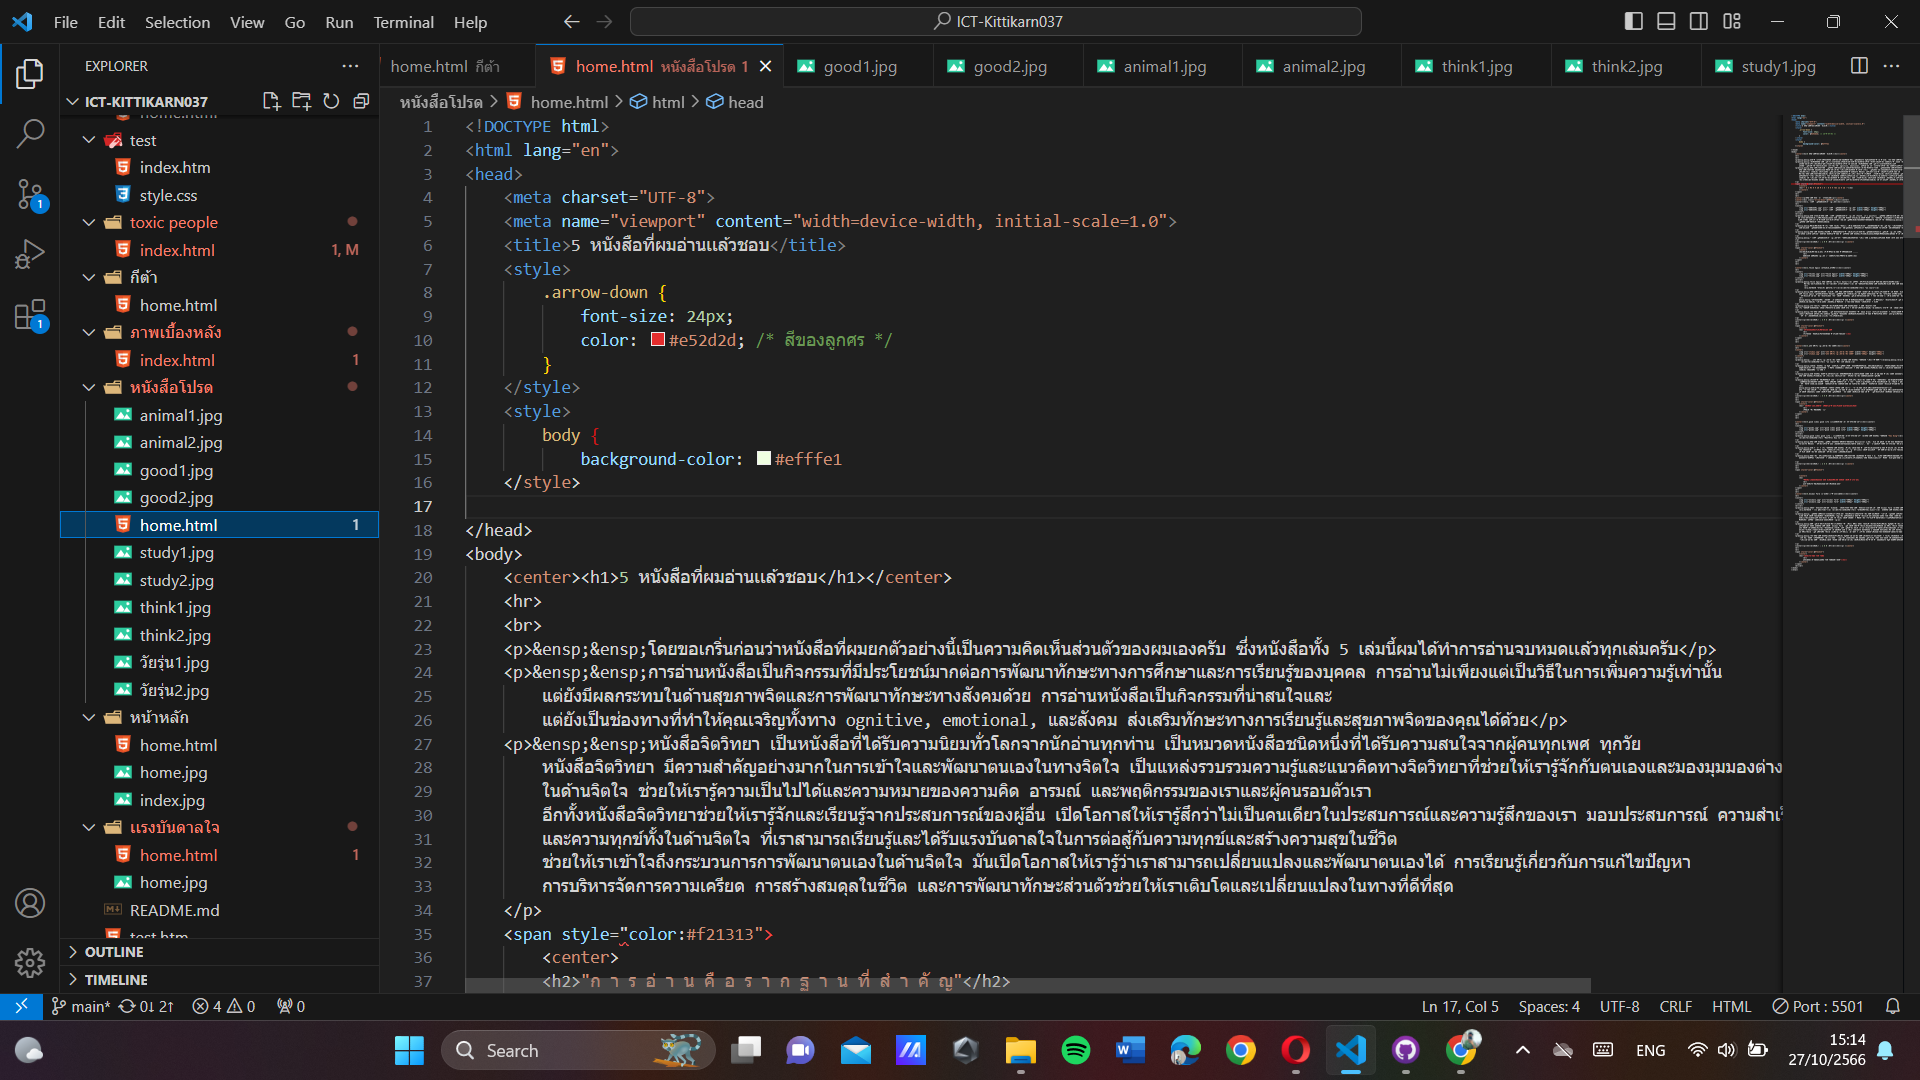 File Edit Selection View Go Run Terminal Help
ICT-Kittikarn037
EXPLORER
ICT-KITTIKARN037
test
index.htm
style.css
toxic people
index.html 1, M
กีต้า
home.html
ภาพเบื้องหลัง
index.html 1
หนังสือโปรด
animal1.jpg
animal2.jpg
good1.jpg
good2.jpg
home.html 1
study1.jpg
study2.jpg
think1.jpg
think2.jpg
วัยรุ่น1.jpg
วัยรุ่น2.jpg
หน้าหลัก
home.html
home.jpg
index.jpg
แรงบันดาลใจ
home.html 1
home.jpg
README.md
test.htm
OUTLINE
TIMELINE
home.html กีต้า
home.html หนังสือโปรด 1
good1.jpg
good2.jpg
animal1.jpg
animal2.jpg
think1.jpg
think2.jpg
study1.jpg
หนังสือโปรด > home.html > html > head
1 <!DOCTYPE html>
2 <html lang="en">
3 <head>
4 <meta charset="UTF-8">
5 <meta name="viewport" content="width=device-width, initial-scale=1.0">
6 <title>5 หนังสือที่ผมอ่านแล้วชอบ</title>
7 <style>
8 .arrow-down {
9 font-size: 24px;
10 color: #e52d2d; /* สีของลูกศร */
11 }
12 </style>
13 <style>
14 body {
15 background-color: #efffe1
16 </style>
17
18 </head>
19 <body>
20 <center><h1>5 หนังสือที่ผมอ่านแล้วชอบ</h1></center>
21 <hr>
22 <br>
23 <p>&ensp;&ensp;โดยขอเกริ่นก่อนว่าหนังสือที่ผมยกตัวอย่างนี้เป็นความคิดเห็นส่วนตัวของผมเองครับ ซึ่งหนังสือทั้ง 5 เล่มนี้ผมได้ทำการอ่านจบหมดแล้วทุกเล่มครับ</p>
24 <p>&ensp;&ensp;การอ่านหนังสือเป็นกิจกรรมที่มีประโยชน์มากต่อการพัฒนาทักษะทางการศึกษาและการเรียนรู้ของบุคคล การอ่านไม่เพียงแต่เป็นวิธีในการเพิ่มความรู้เท่านั้น
25 แต่ยังมีผลกระทบในด้านสุขภาพจิตและการพัฒนาทักษะทางสังคมด้วย การอ่านหนังสือเป็นกิจกรรมที่น่าสนใจและ
26 แต่ยังเป็นช่องทางที่ทำให้คุณเจริญทั้งทาง ognitive, emotional, และสังคม ส่งเสริมทักษะทางการเรียนรู้และสุขภาพจิตของคุณได้ด้วย</p>
27 <p>&ensp;&ensp;หนังสือจิตวิทยา เป็นหนังสือที่ได้รับความนิยมทั่วโลกจากนักอ่านทุกท่าน เป็นหมวดหนังสือชนิดหนึ่งที่ได้รับความสนใจจากผู้คนทุกเพศ ทุกวัย
28 หนังสือจิตวิทยา มีความสำคัญอย่างมากในการเข้าใจและพัฒนาตนเองในทางจิตใจ เป็นแหล่งรวบรวมความรู้และแนวคิดทางจิตวิทยาที่ช่วยให้เรารู้จักกับตนเองและมองมุมมองต่าง
29 ในด้านจิตใจ ช่วยให้เรารู้ความเป็นไปได้และความหมายของความคิด อารมณ์ และพฤติกรรมของเราและผู้คนรอบตัวเรา
30 อีกทั้งหนังสือจิตวิทยาช่วยให้เรารู้จักและเรียนรู้จากประสบการณ์ของผู้อื่น เปิดโอกาสให้เรารู้สึกว่าไม่เป็นคนเดียวในประสบการณ์และความรู้สึกของเรา มอบประสบการณ์ ความสำเร็
31 และความทุกข์ทั้งในด้านจิตใจ ที่เราสามารถเรียนรู้และได้รับแรงบันดาลใจในการต่อสู้กับความทุกข์และสร้างความสุขในชีวิต
32 ช่วยให้เราเข้าใจถึงกระบวนการการพัฒนาตนเองในด้านจิตใจ มันเปิดโอกาสให้เรารู้ว่าเราสามารถเปลี่ยนแปลงและพัฒนาตนเองได้ การเรียนรู้เกี่ยวกับการแก้ไขปัญหา
33 การบริหารจัดการความเครียด การสร้างสมดุลในชีวิต และการพัฒนาทักษะส่วนตัวช่วยให้เราเติบโตและเปลี่ยนแปลงในทางที่ดีที่สุด
34 </p>
35 <span style="color:#f21313">
36 <center>
37 <h2>"ก า ร อ่ า น คื อ ร า ก ฐ า น ที่ สำ คั ญ"</h2>
main* 0↓ 2↑ 4 0 0
Ln 17, Col 5 Spaces: 4 UTF-8 CRLF HTML Port : 5501
Search
ENG
15:14
27/10/2566